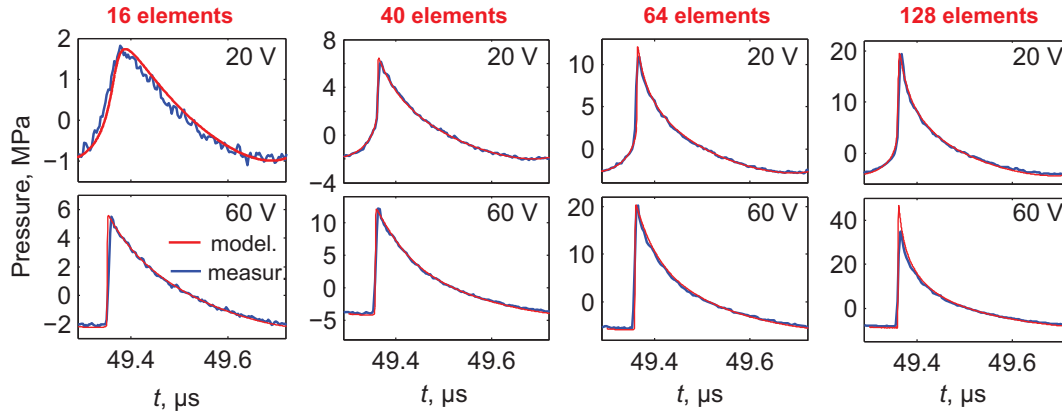 16 elements 40 elements 64 elements 128 elements
Pressure, MPa
2 1 0 −1 20 V
8 4 0 −4 20 V
10 0 20 V
20 10 0 20 V
6 4 2 0 −2 60 V
model.
measur.
49.4 49.6
t, µs
10 5 0 −5 60 V
49.4 49.6
t, µs
20 10 0 60 V
49.4 49.6
t, µs
40 20 0 60 V
49.4 49.6
t, µs